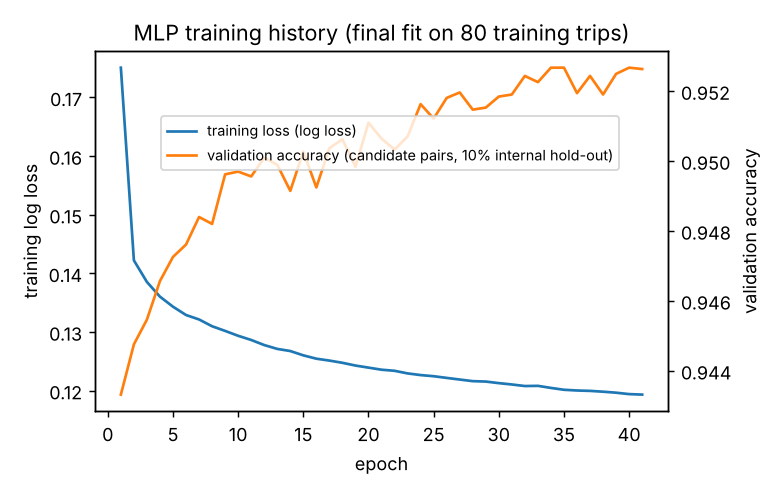 MLP training history (final fit on 80 training trips)
training log loss
0.17
0.16
0.15
0.14
0.13
0.12
training loss (log loss)
validation accuracy (candidate pairs, 10% internal hold-out)
0.952
0.950
0.948
0.946
0.944
validation accuracy
0 5 10 15 20 25 30 35 40
epoch